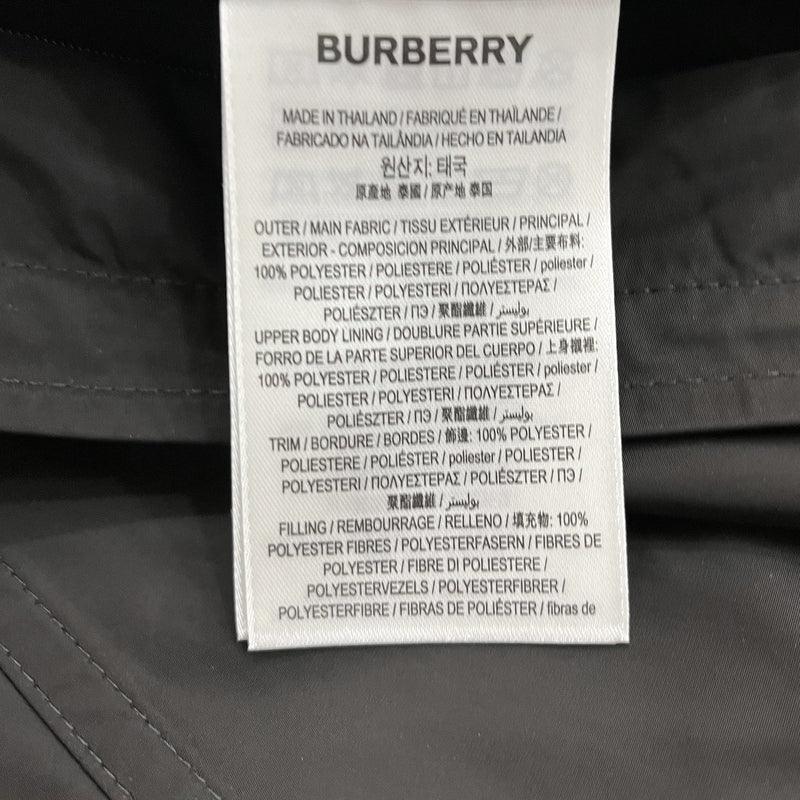 BURBERRY
MADE IN THAILAND / FABRIQUÉ EN THAÏLANDE /
FABRICADO NA TAILÂNDIA / HECHO EN TAILANDIA
원산지: 태국
原產地 泰國 / 原产地 泰国
OUTER / MAIN FABRIC / TISSU EXTÉRIEUR / PRINCIPAL /
EXTERIOR - COMPOSICION PRINCIPAL / 外部/主要布料:
100% POLYESTER / POLIESTERE / POLIÉSTER / poliester /
POLIESTER / POLYESTERI / ΠΟΛΥΕΣΤΕΡΑΣ /
POLIÉSZTER / ПЭ / 聚酯纖維 / بوليستر
UPPER BODY LINING / DOUBLURE PARTIE SUPÉRIEURE /
FORRO DE LA PARTE SUPERIOR DEL CUERPO / 上身襯裡:
100% POLYESTER / POLIESTERE / POLIÉSTER / poliester /
POLIESTER / POLYESTERI / ΠΟΛΥΕΣΤΕΡΑΣ /
POLIÉSZTER / ПЭ / 聚酯纖維 / بوليستر
TRIM / BORDURE / BORDES / 飾邊: 100% POLYESTER /
POLIESTERE / POLIÉSTER / poliester / POLIESTER /
POLYESTERI / ΠΟΛΥΕΣΤΕΡΑΣ / POLIÉSZTER / ПЭ /
聚酯纖維 / بوليستر
FILLING / REMBOURRAGE / RELLENO / 填充物: 100%
POLYESTER FIBRES / POLYESTERFASERN / FIBRES DE
POLYESTER / FIBRE DI POLIESTERE /
POLYESTERVEZELS / POLYESTERFIBRER /
POLYESTERFIBRE / FIBRAS DE POLIÉSTER / fibras de